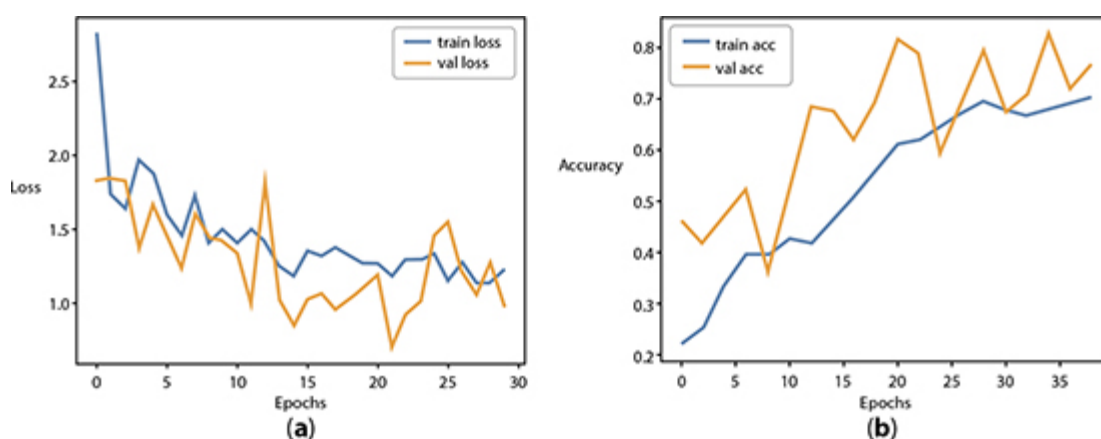 train loss
val loss
2.5
2.0
Loss
1.5
1.0
0 5 10 15 20 25 30
Epochs
(a)
train acc
val acc
0.8
0.7
Accuracy
0.6
0.5
0.4
0.3
0.2
0 5 10 15 20 25 30 35
Epochs
(b)